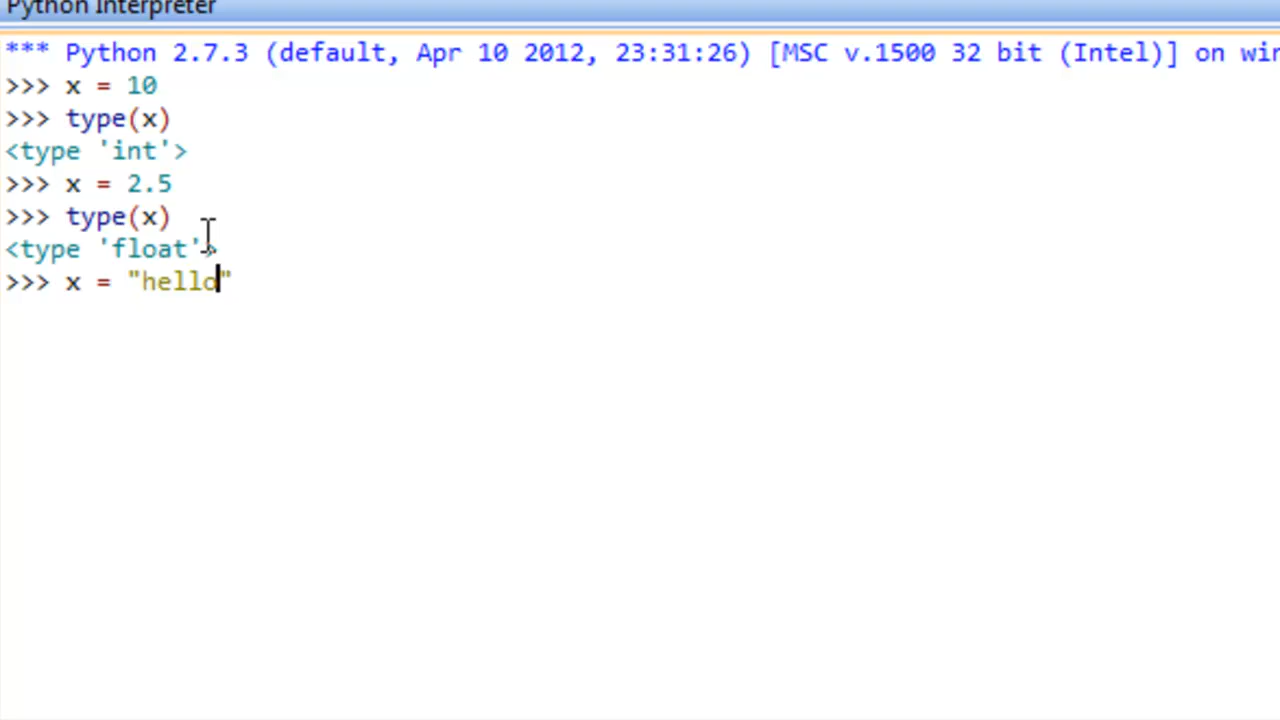 Python Interpreter
*** Python 2.7.3 (default, Apr 10 2012, 23:31:26) [MSC v.1500 32 bit (Intel)] on win
>>> x = 10
>>> type(x)
<type 'int'>
>>> x = 2.5
>>> type(x)
<type 'float'>
>>> x = "hello"